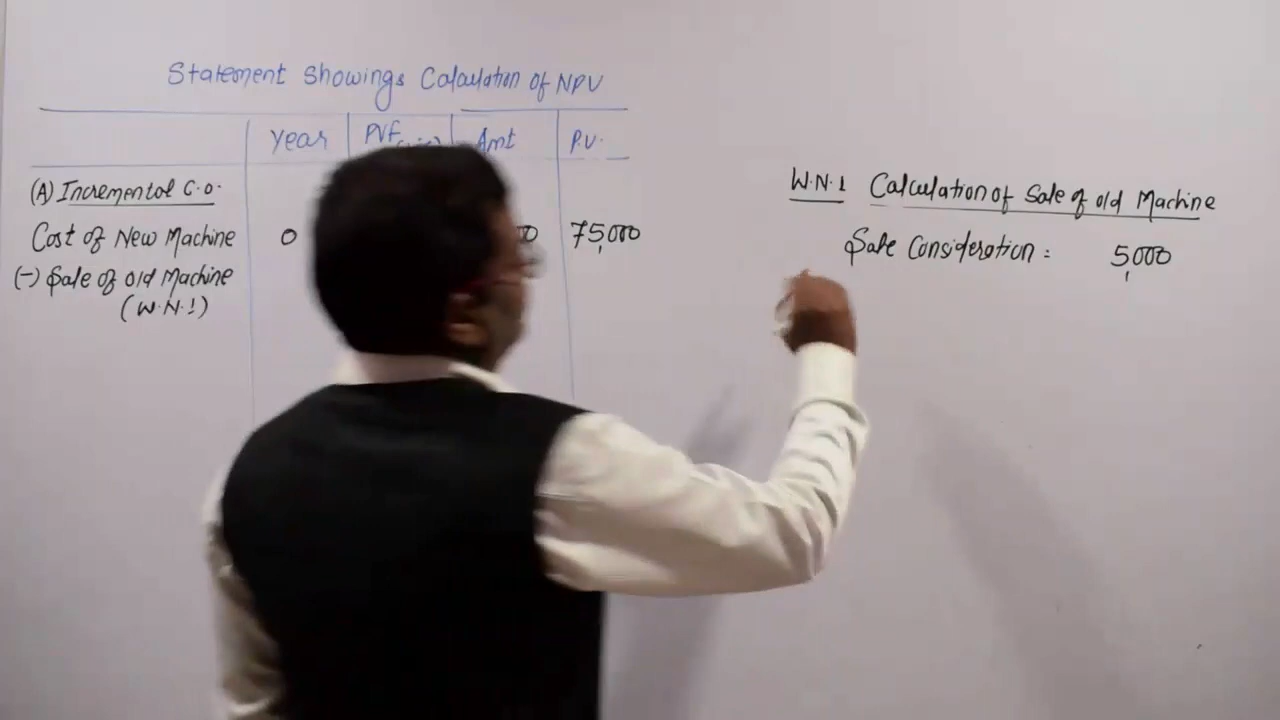 Statement Showings Calculation of NPV
Year PVF Amt P.V.
(A) Incremental C.O.
Cost of New Machine 0 75,000
(-) Sale of old Machine
(W.N.1)
W.N.1 Calculation of Sale of old Machine
Sale Consideration = 5,000